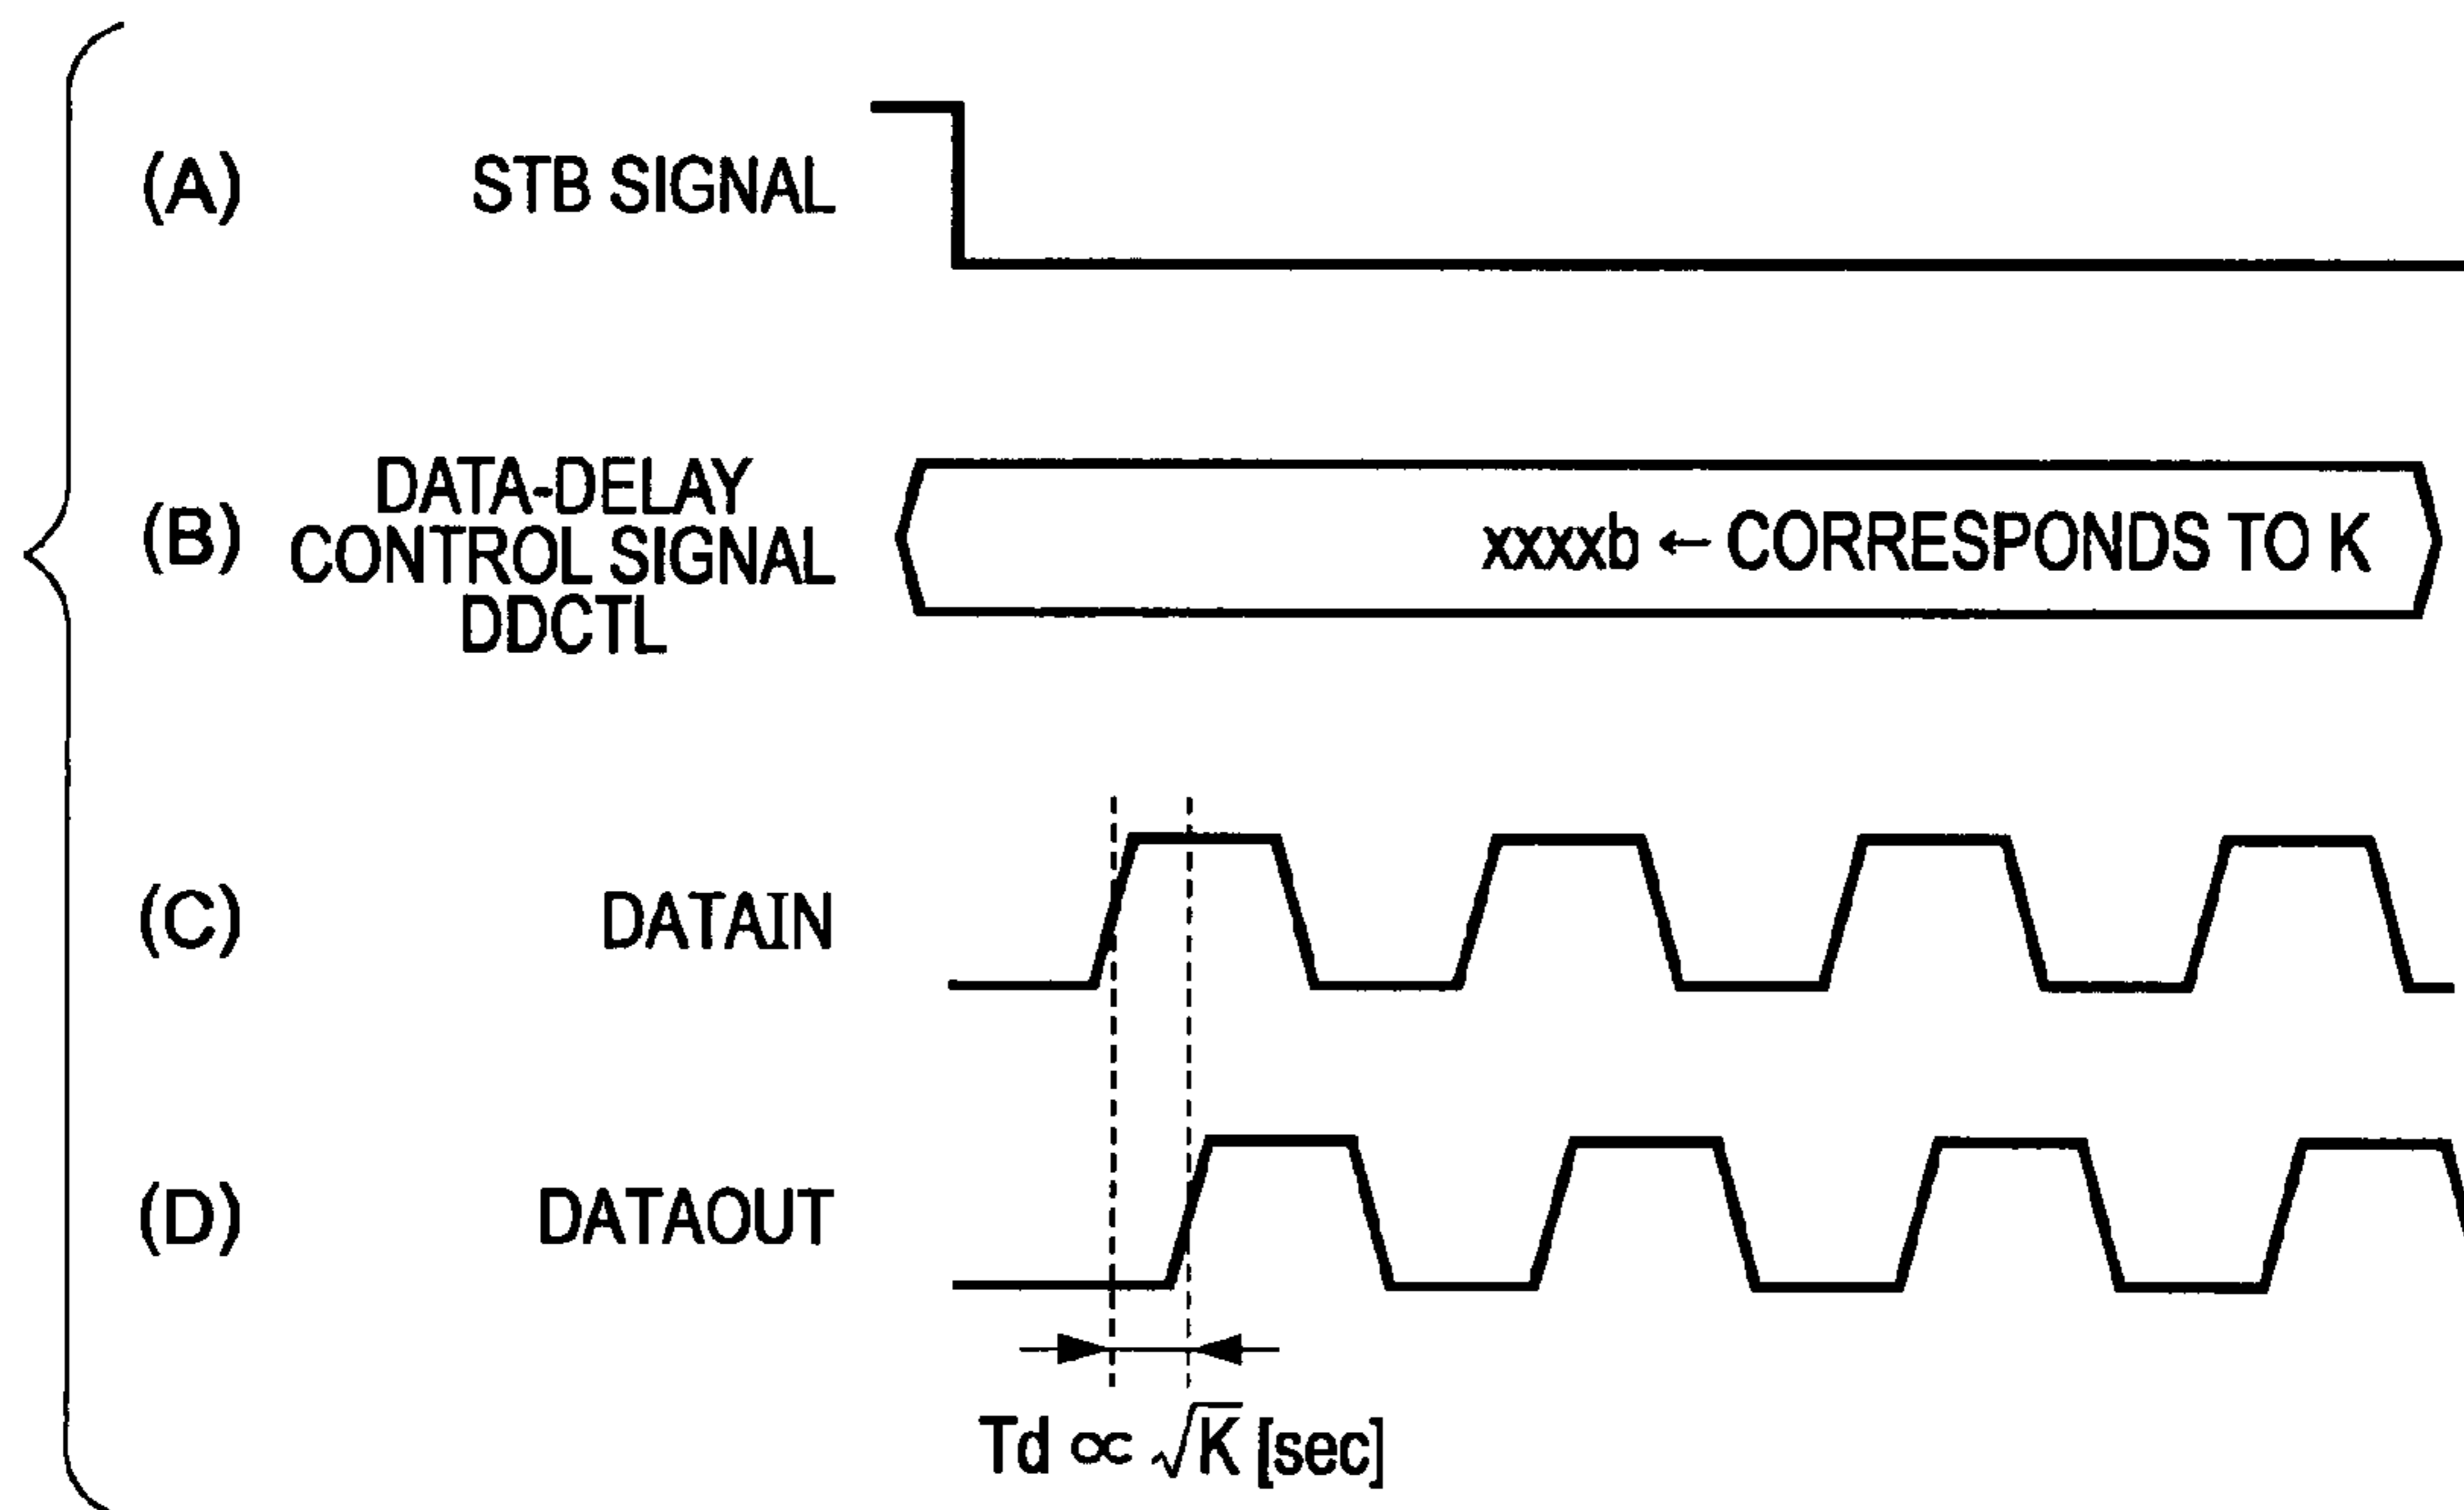 (A) STB SIGNAL
(B) DATA-DELAY
CONTROL SIGNAL
DDCTL
xxxxb ← CORRESPONDS TO K
(C) DATAIN
(D) DATAOUT
Td ∝ √K [sec]